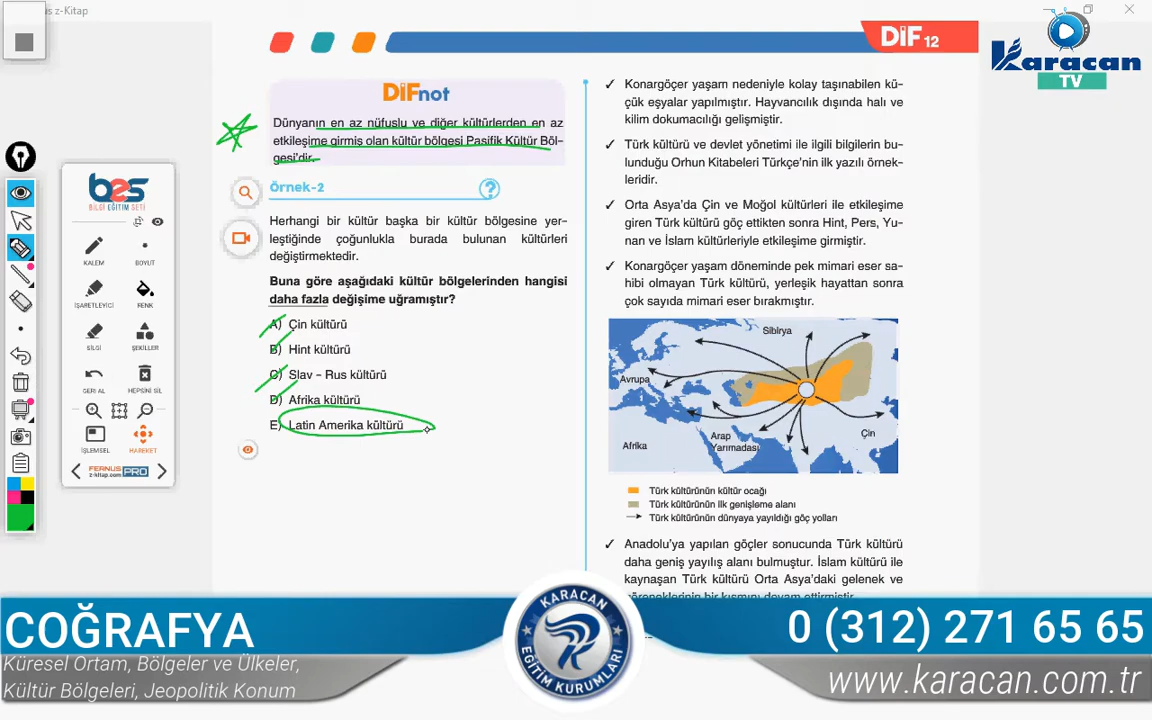 z-Kitap
DİF 12
Karacan
TV
DİFnot
Dünyanın en az nüfuslu ve diğer kültürlerden en az
etkileşime girmiş olan kültür bölgesi Pasifik Kültür Böl-
gesi'dir.
Örnek-2
?
Herhangi bir kültür başka bir kültür bölgesine yer-
leştiğinde çoğunlukla burada bulunan kültürleri
değiştirmektedir.
Buna göre aşağıdaki kültür bölgelerinden hangisi
daha fazla değişime uğramıştır?
A) Çin kültürü
B) Hint kültürü
C) Slav – Rus kültürü
D) Afrika kültürü
E) Latin Amerika kültürü
✓ Konargöçer yaşam nedeniyle kolay taşınabilen kü-
çük eşyalar yapılmıştır. Hayvancılık dışında halı ve
kilim dokumacılığı gelişmiştir.
✓ Türk kültürü ve devlet yönetimi ile ilgili bilgilerin bu-
lunduğu Orhun Kitabeleri Türkçe'nin ilk yazılı örnek-
leridir.
✓ Orta Asya'da Çin ve Moğol kültürleri ile etkileşime
giren Türk kültürü göç ettikten sonra Hint, Pers, Yu-
nan ve İslam kültürleriyle etkileşime girmiştir.
✓ Konargöçer yaşam döneminde pek mimari eser sa-
hibi olmayan Türk kültürü, yerleşik hayattan sonra
çok sayıda mimari eser bırakmıştır.
Sibirya
Avrupa
Afrika
Arap
Yarımadası
Çin
Türk kültürünün kültür ocağı
Türk kültürünün ilk genişleme alanı
Türk kültürünün dünyaya yayıldığı göç yolları
✓ Anadolu'ya yapılan göçler sonucunda Türk kültürü
daha geniş yayılış alanı bulmuştur. İslam kültürü ile
kaynaşan Türk kültürü Orta Asya'daki gelenek ve
göreneklerinin bir kısmını devam ettirmiştir.
bes
BİLGİ EĞİTİM SETİ
KALEM
BOYUT
İŞARETLEYİCİ
RENK
SİLGİ
ŞEKİLLER
GERİ AL
HEPSİNİ SİL
İŞLEMSEL
HAREKET
FERNUS
z-kitap.com
PRO
COĞRAFYA
Küresel Ortam, Bölgeler ve Ülkeler,
Kültür Bölgeleri, Jeopolitik Konum
KARACAN
EĞİTİM KURUMLARI
0 (312) 271 65 65
www.karacan.com.tr